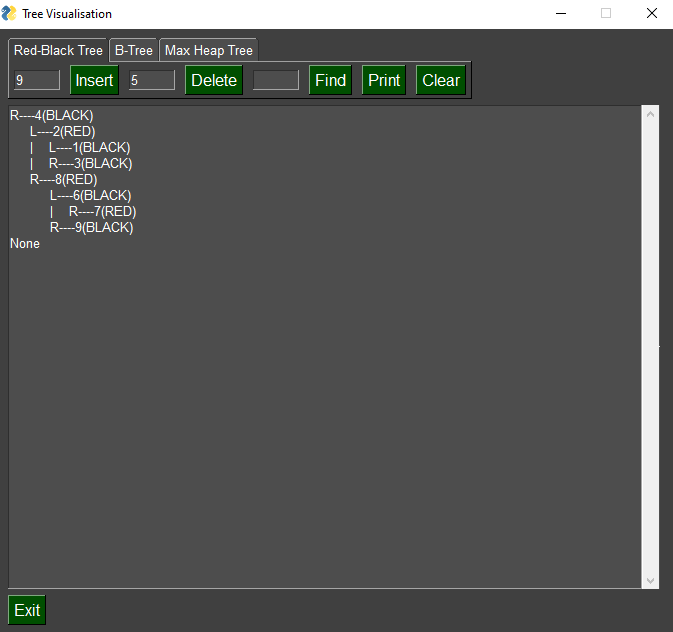 Tree Visualisation
Red-Black Tree B-Tree Max Heap Tree
9 Insert 5 Delete Find Print Clear
R----4(BLACK)
L----2(RED)
| L----1(BLACK)
| R----3(BLACK)
R----8(RED)
L----6(BLACK)
| R----7(RED)
R----9(BLACK)
None
Exit